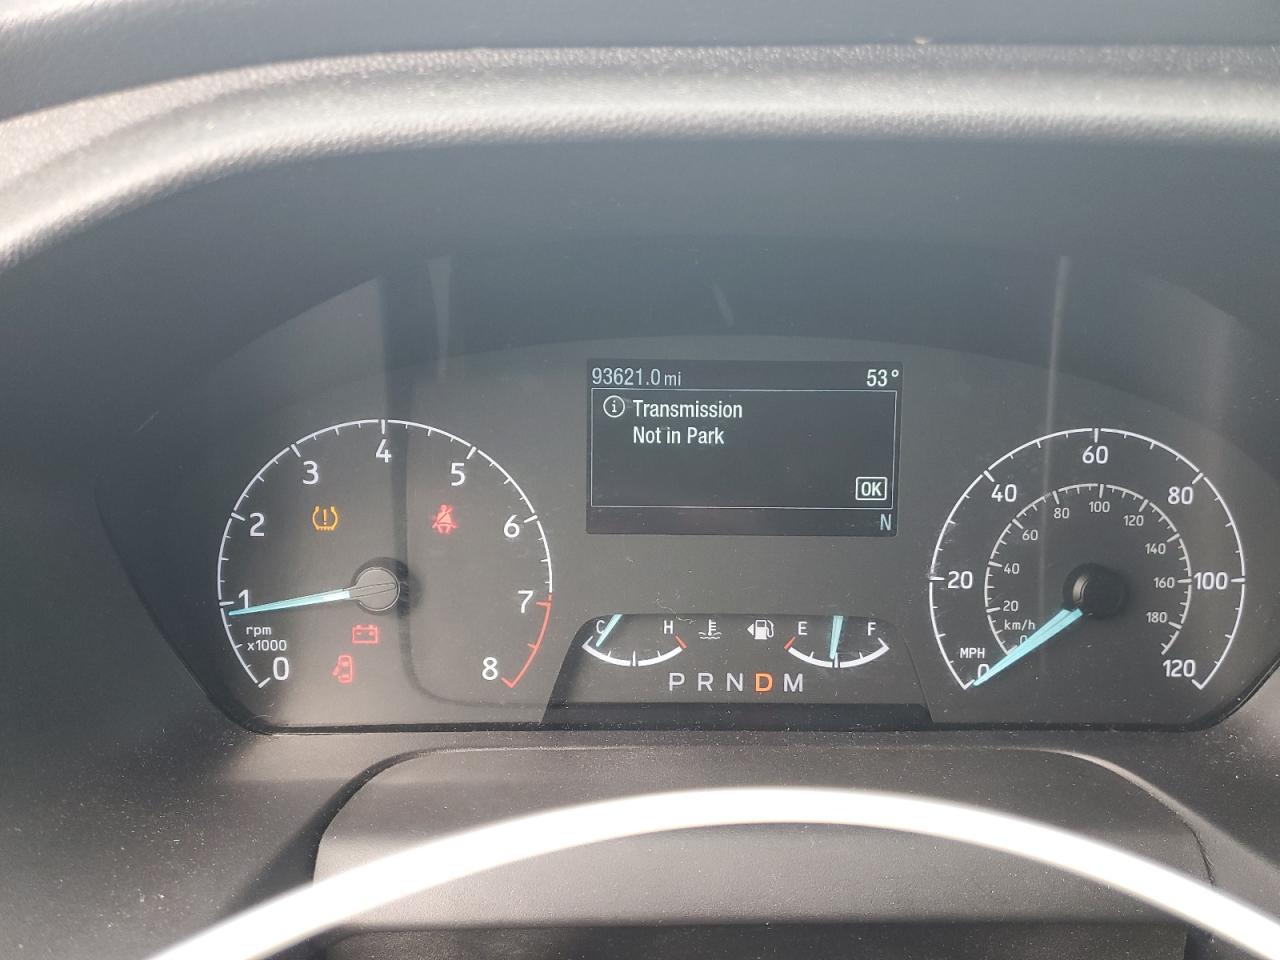 93621.0 mi 53°
i Transmission
Not in Park
OK
N
0 1 2 3 4 5 6 7 8
rpm
x1000
C H E F
P R N D M
0 20 40 60 80 100 120
MPH
0 20 40 60 80 100 120 140 160 180
km/h